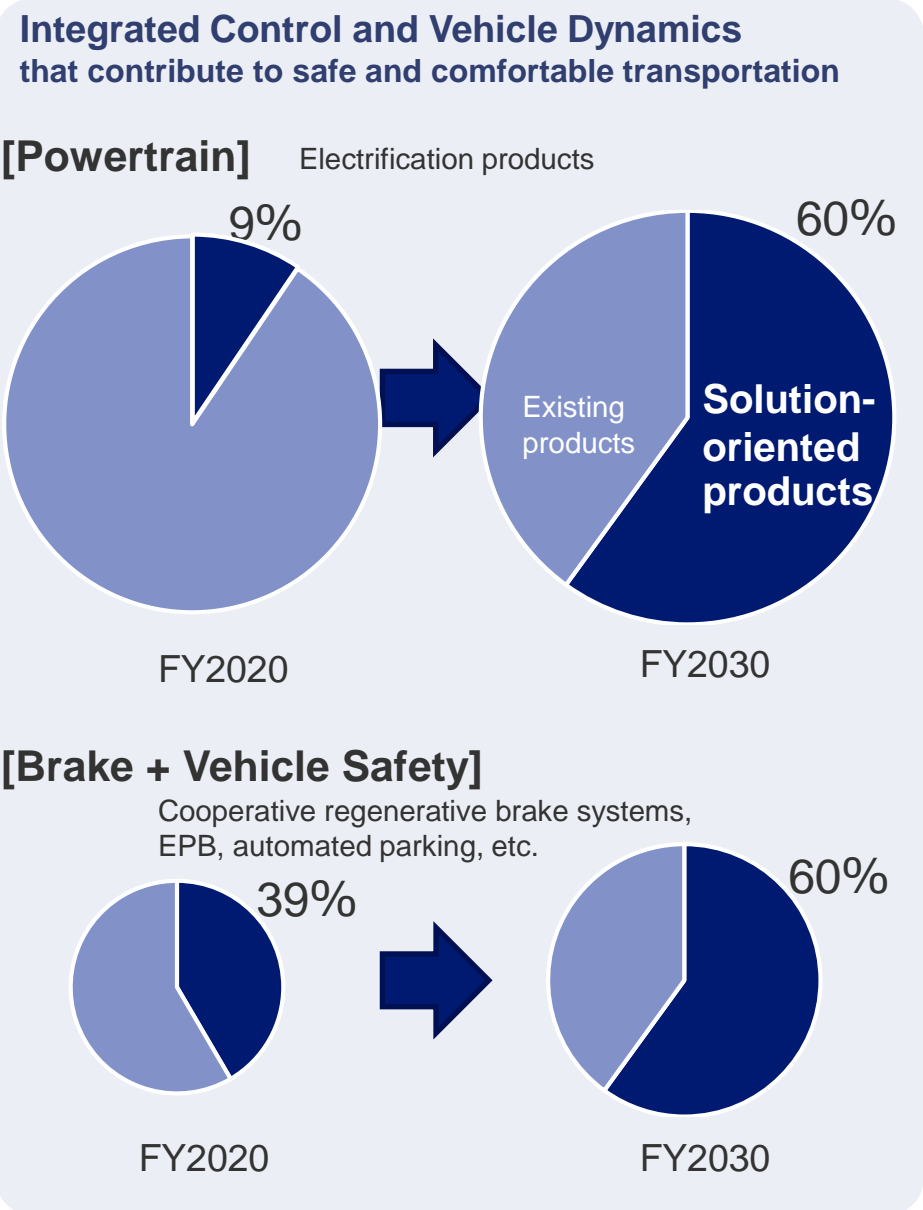 Integrated Control and Vehicle Dynamics
that contribute to safe and comfortable transportation
[Powertrain] Electrification products
9%
60%
Existing
products
Solution-
oriented
products
FY2020
FY2030
[Brake + Vehicle Safety]
Cooperative regenerative brake systems,
EPB, automated parking, etc.
39%
60%
FY2020
FY2030